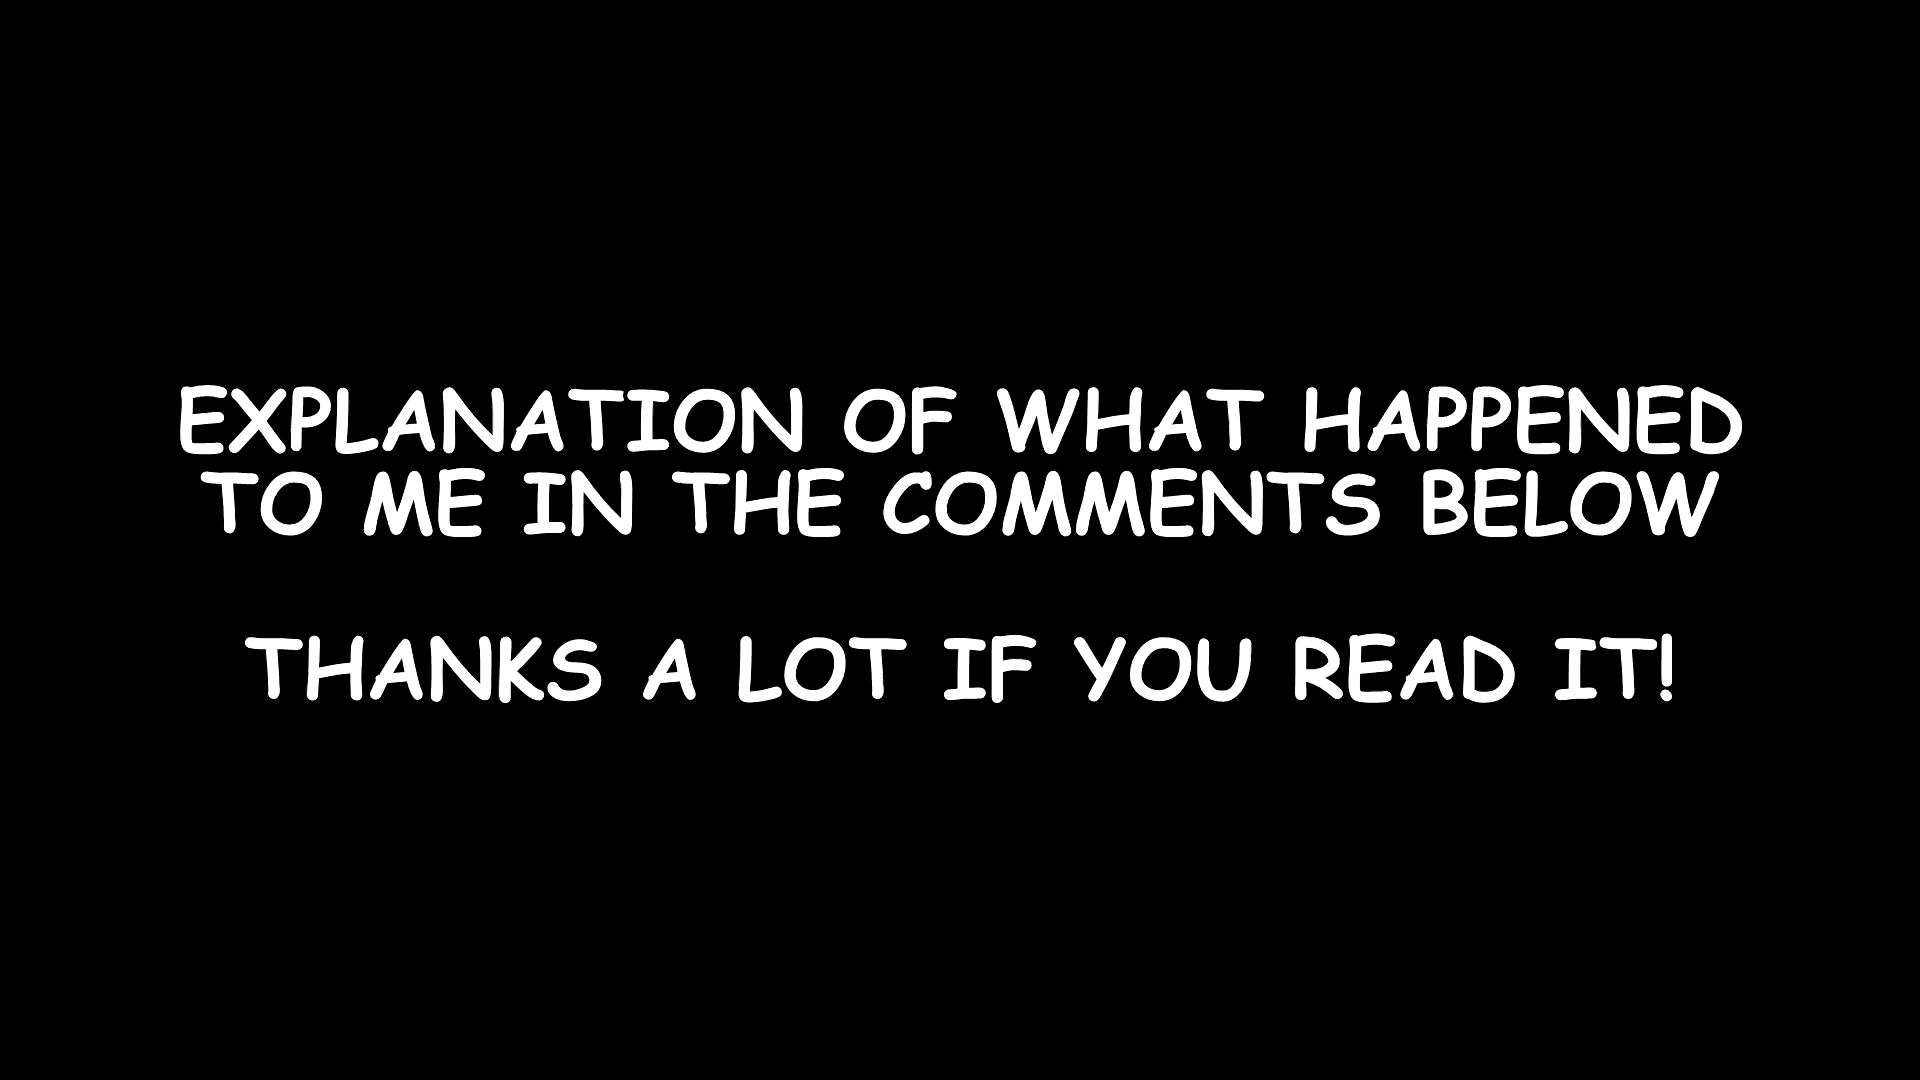 EXPLANATION OF WHAT HAPPENED
TO ME IN THE COMMENTS BELOW
THANKS A LOT IF YOU READ IT!